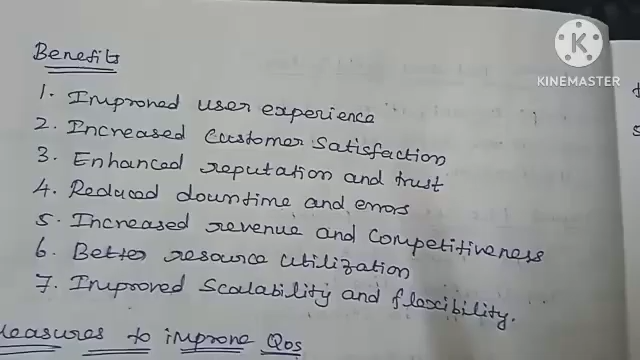 Benefits
1. Improved user experience
2. Increased customer satisfaction
3. Enhanced reputation and trust
4. Reduced downtime and errors
5. Increased revenue and competitiveness
6. Better resource utilization
7. Improved scalability and flexibility.
measures to improve QoS
KINEMASTER